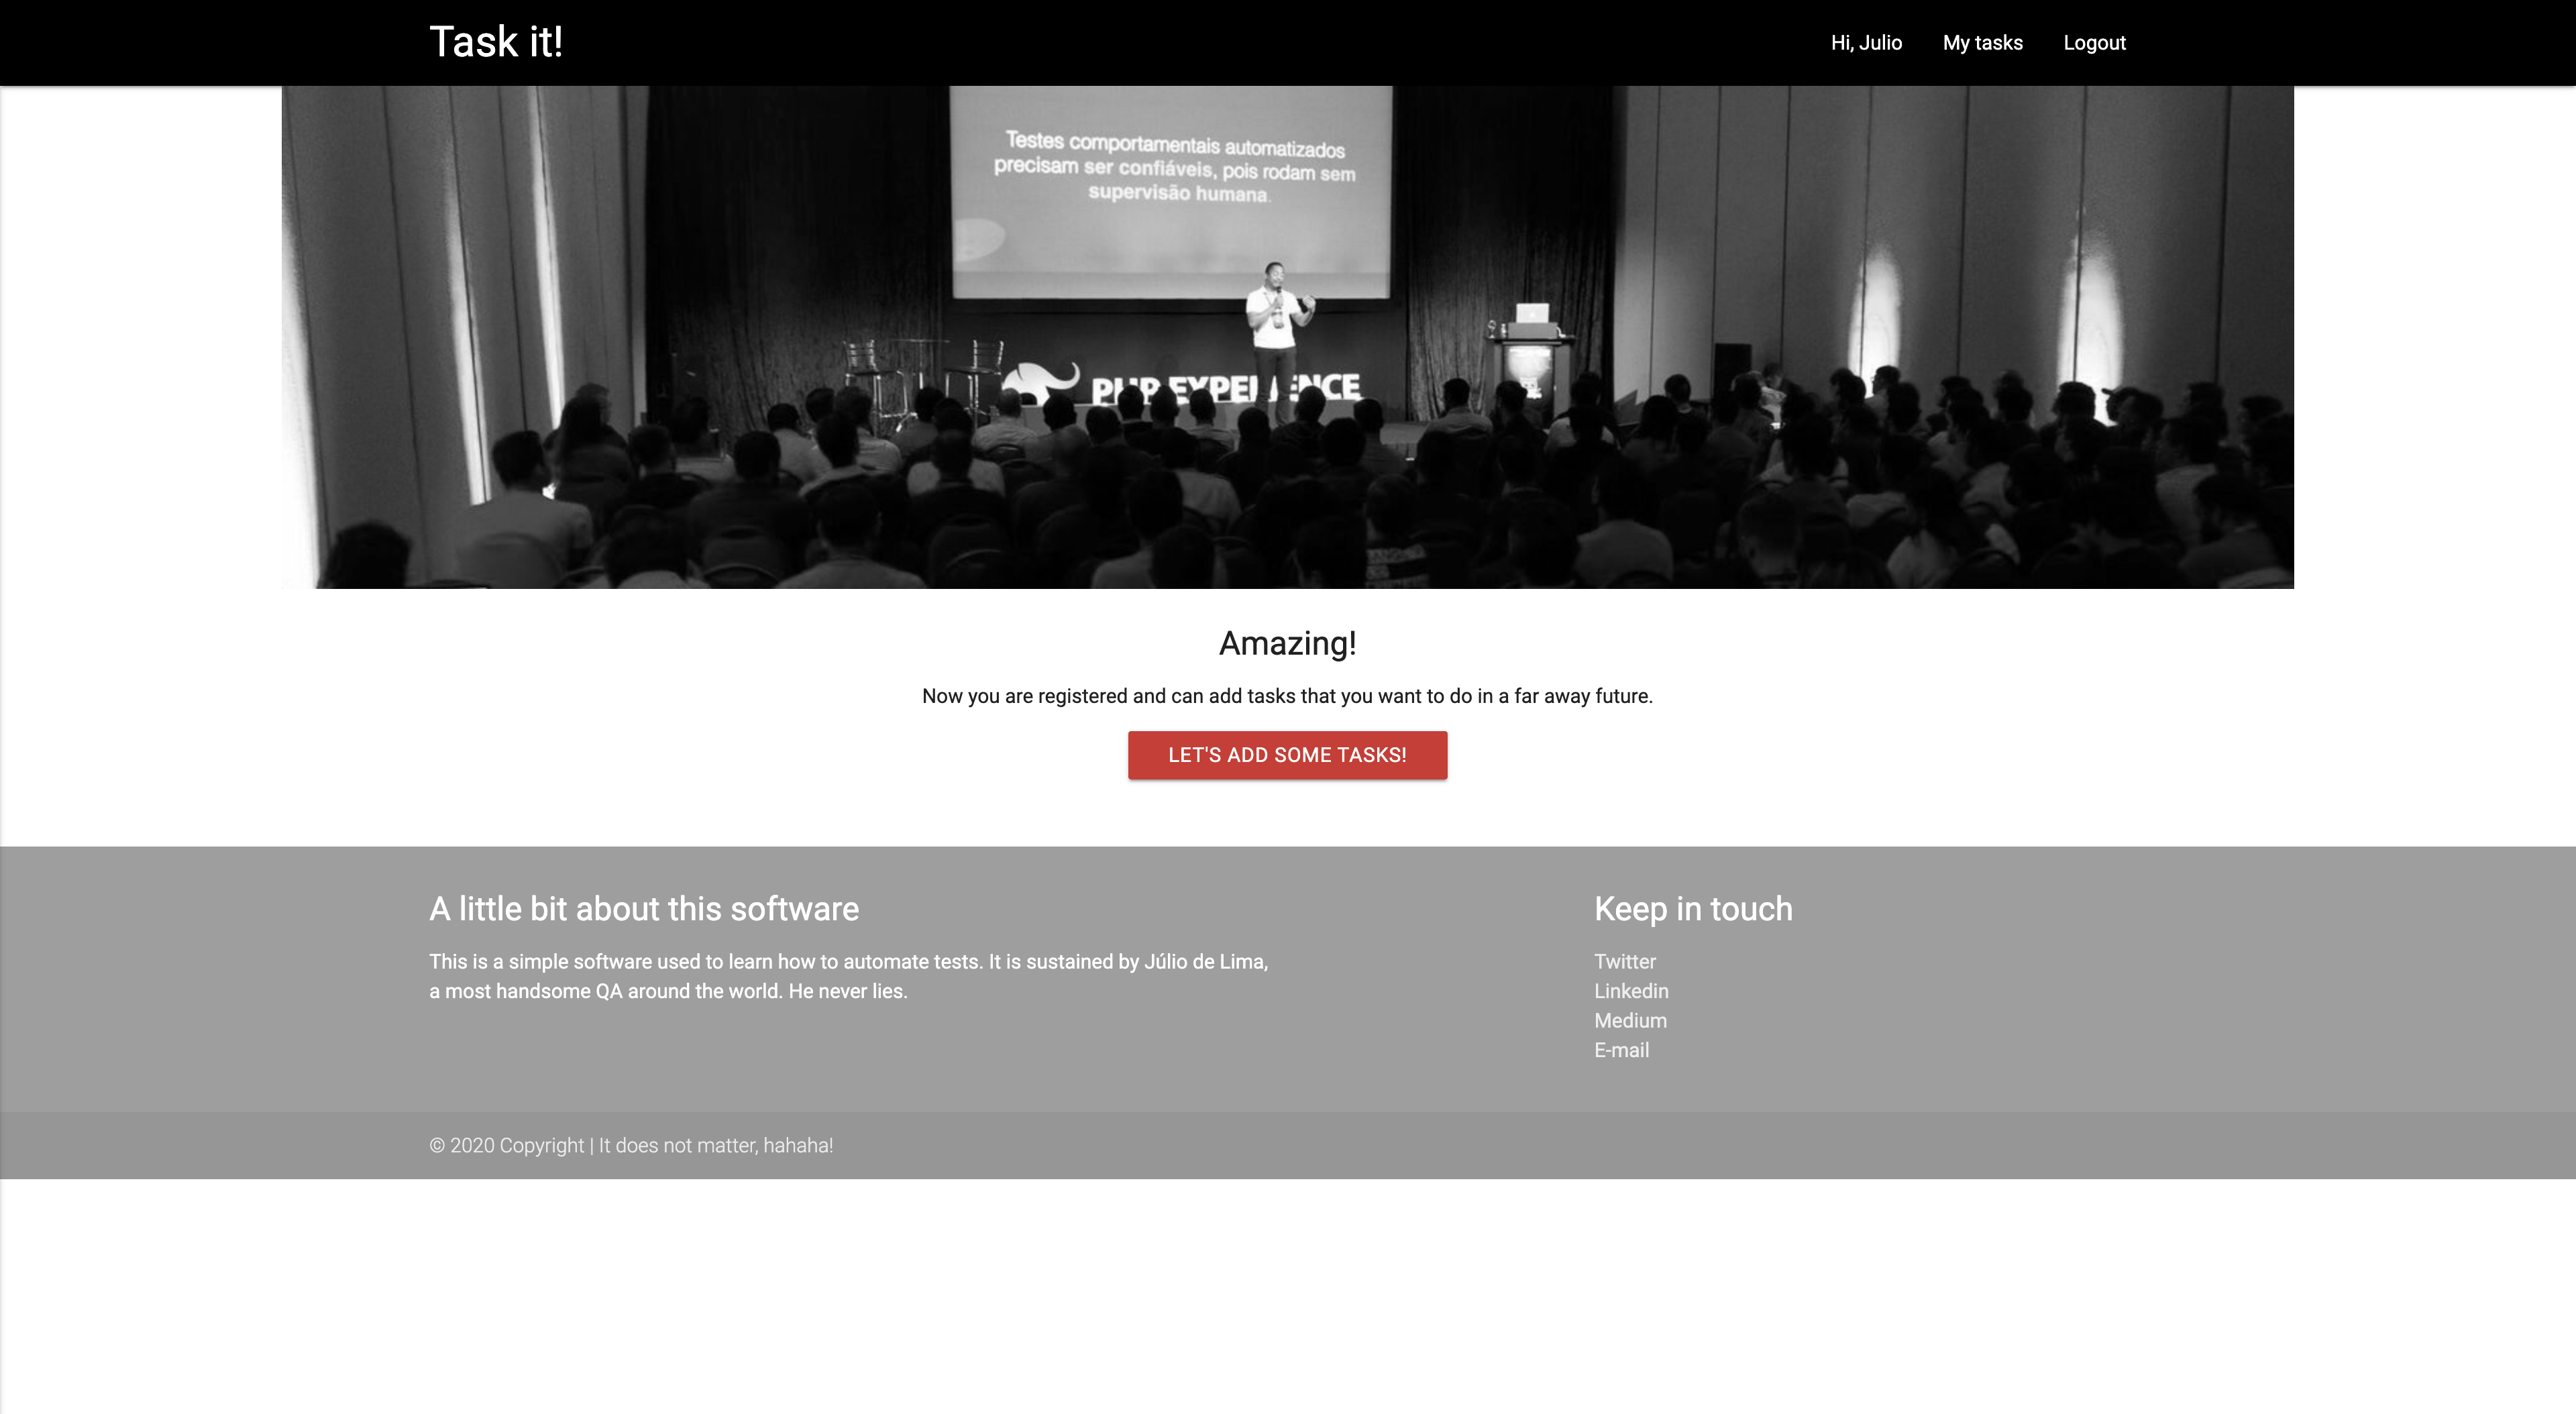 Task it!
Hi, Julio
My tasks
Logout
Testes comportamentais automatizados
precisam ser confiáveis, pois rodam sem
supervisão humana.
PHP EXPERIENCE
Amazing!
Now you are registered and can add tasks that you want to do in a far away future.
LET'S ADD SOME TASKS!
A little bit about this software
This is a simple software used to learn how to automate tests. It is sustained by Júlio de Lima,
a most handsome QA around the world. He never lies.
Keep in touch
Twitter
Linkedin
Medium
E-mail
© 2020 Copyright | It does not matter, hahaha!